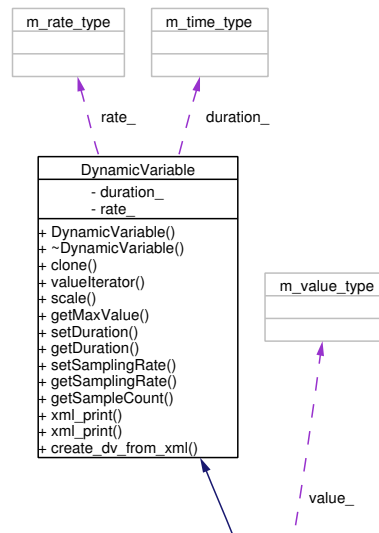 m_rate_type
m_time_type
rate_
duration_
DynamicVariable
- duration_
- rate_
+ DynamicVariable()
+ ~DynamicVariable()
+ clone()
+ valueIterator()
+ scale()
+ getMaxValue()
+ setDuration()
+ getDuration()
+ setSamplingRate()
+ getSamplingRate()
+ getSampleCount()
+ xml_print()
+ xml_print()
+ create_dv_from_xml()
m_value_type
value_